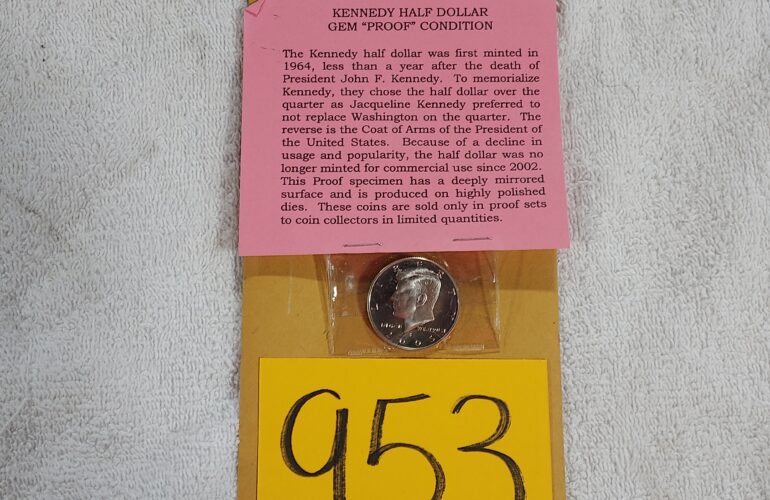 KENNEDY HALF DOLLAR
GEM “PROOF” CONDITION
The Kennedy half dollar was first minted in
1964, less than a year after the death of
President John F. Kennedy. To memorialize
Kennedy, they chose the half dollar over the
quarter as Jacqueline Kennedy preferred to
not replace Washington on the quarter. The
reverse is the Coat of Arms of the President of
the United States. Because of a decline in
usage and popularity, the half dollar was no
longer minted for commercial use since 2002.
This Proof specimen has a deeply mirrored
surface and is produced on highly polished
dies. These coins are sold only in proof sets
to coin collectors in limited quantities.
953